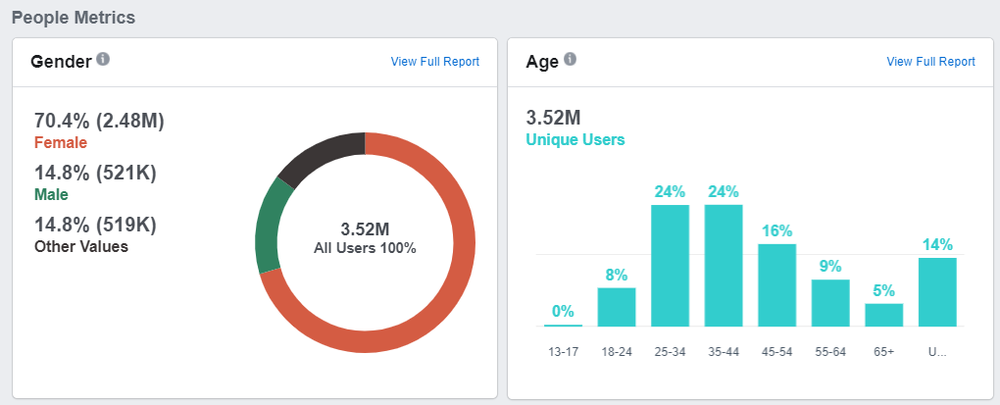 People Metrics
Gender
View Full Report
70.4% (2.48M)
Female
14.8% (521K)
Male
14.8% (519K)
Other Values
3.52M
All Users 100%
Age
View Full Report
3.52M
Unique Users
0%
8%
24%
24%
16%
9%
5%
14%
13-17
18-24
25-34
35-44
45-54
55-64
65+
U...